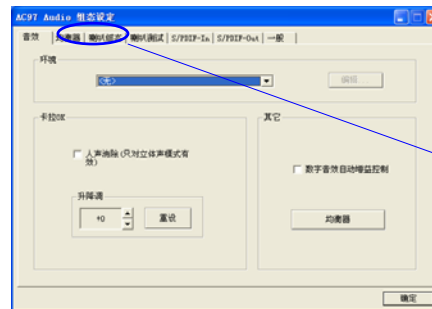 AC97 Audio 组态设定
音效 均衡器 喇叭组态 喇叭测试 S/PDIF-In S/PDIF-Out 一般
环境
<无>
编辑
卡拉OK
其它
人声消除(只对立体声模式有
效)
数字音效自动增益控制
升降调
+0 重设
均衡器
确定